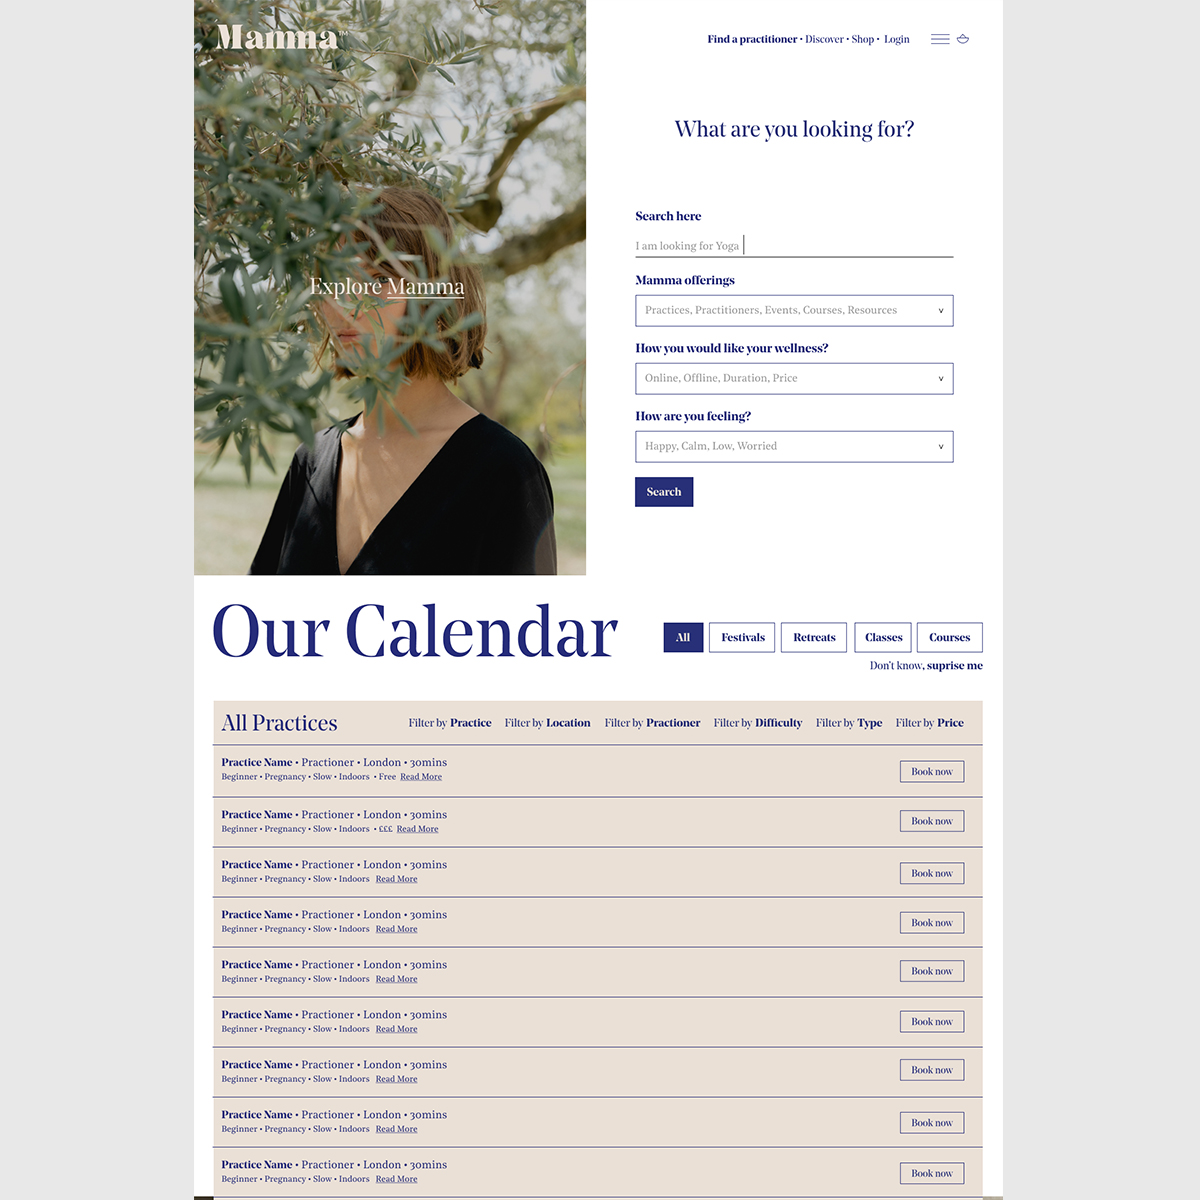 Mamma™
Find a practitioner • Discover • Shop • Login
What are you looking for?
Explore Mamma
Search here
I am looking for Yoga
Mamma offerings
Practices, Practitioners, Events, Courses, Resources
How you would like your wellness?
Online, Offline, Duration, Price
How are you feeling?
Happy, Calm, Low, Worried
Search
Our Calendar
All Festivals Retreats Classes Courses
Don't know, suprise me
All Practices Filter by Practice Filter by Location Filter by Practioner Filter by Difficulty Filter by Type Filter by Price
Practice Name • Practioner • London • 30mins
Beginner • Pregnancy • Slow • Indoors • Free Read More
Book now
Practice Name • Practioner • London • 30mins
Beginner • Pregnancy • Slow • Indoors • £££ Read More
Book now
Practice Name • Practioner • London • 30mins
Beginner • Pregnancy • Slow • Indoors Read More
Book now
Practice Name • Practioner • London • 30mins
Beginner • Pregnancy • Slow • Indoors Read More
Book now
Practice Name • Practioner • London • 30mins
Beginner • Pregnancy • Slow • Indoors Read More
Book now
Practice Name • Practioner • London • 30mins
Beginner • Pregnancy • Slow • Indoors Read More
Book now
Practice Name • Practioner • London • 30mins
Beginner • Pregnancy • Slow • Indoors Read More
Book now
Practice Name • Practioner • London • 30mins
Beginner • Pregnancy • Slow • Indoors Read More
Book now
Practice Name • Practioner • London • 30mins
Beginner • Pregnancy • Slow • Indoors Read More
Book now